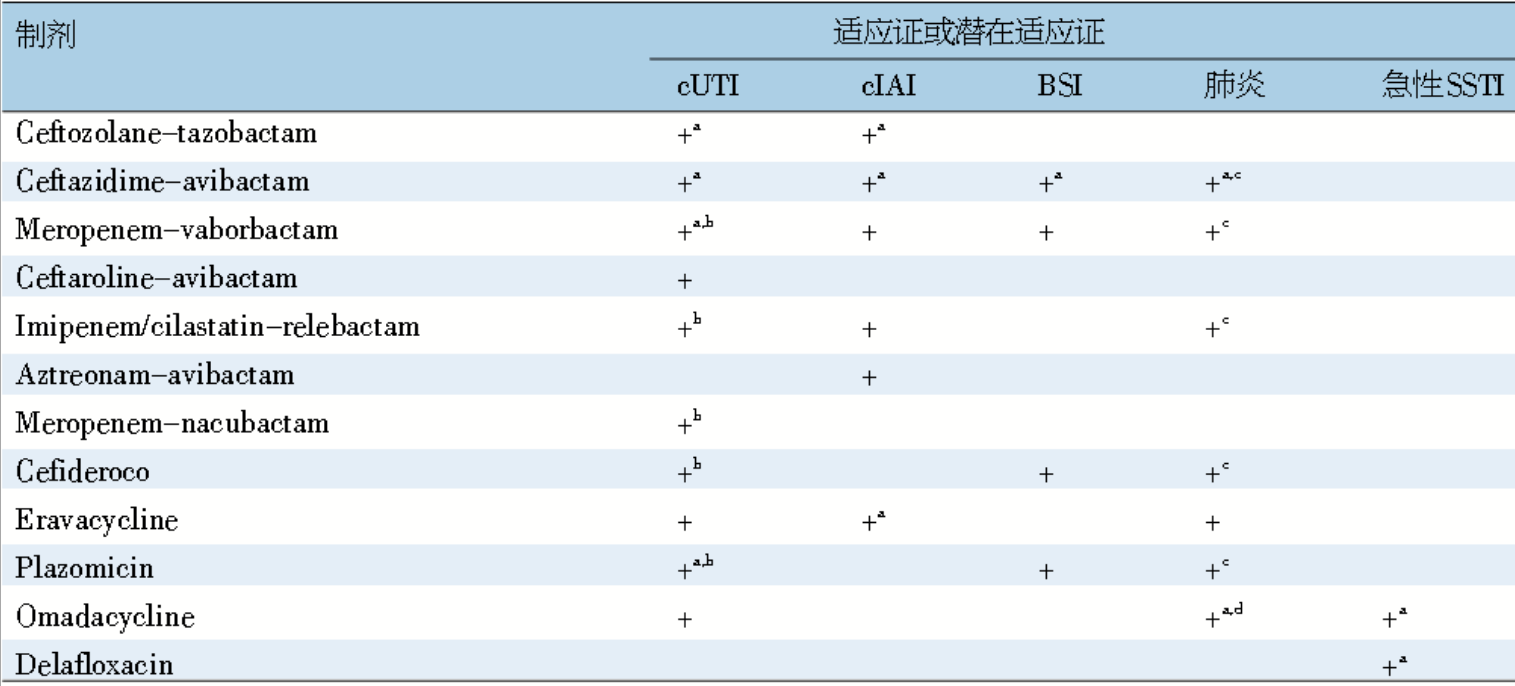 制剂 适应证或潜在适应证
cUTI cIAI BSI 肺炎 急性SSTI
Ceftozolane–tazobactam +ᵃ +ᵃ
Ceftazidime–avibactam +ᵃ +ᵃ +ᵃ +ᵃ,ᶜ
Meropenem–vaborbactam +ᵃ,ᵇ + + +ᶜ
Ceftaroline–avibactam +
Imipenem/cilastatin–relebactam +ᵇ + +ᶜ
Aztreonam–avibactam +
Meropenem–nacubactam +ᵇ
Cefideroco +ᵇ + +ᶜ
Eravacycline + +ᵃ +
Plazomicin +ᵃ,ᵇ + +ᶜ
Omadacycline + +ᵃ,ᵈ +ᵃ
Delafloxacin +ᵃ